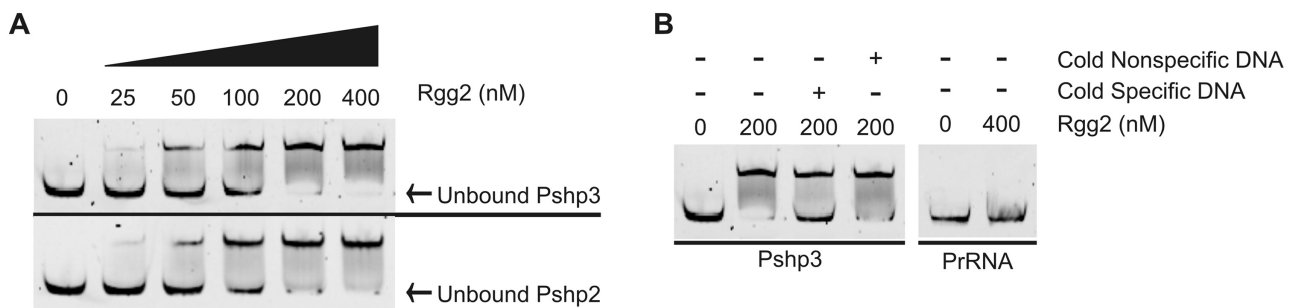 A
0 25 50 100 200 400 Rgg2 (nM)
← Unbound Pshp3
← Unbound Pshp2
B
- - - + - - Cold Nonspecific DNA
- - + - - - Cold Specific DNA
0 200 200 200 0 400 Rgg2 (nM)
Pshp3 PrRNA